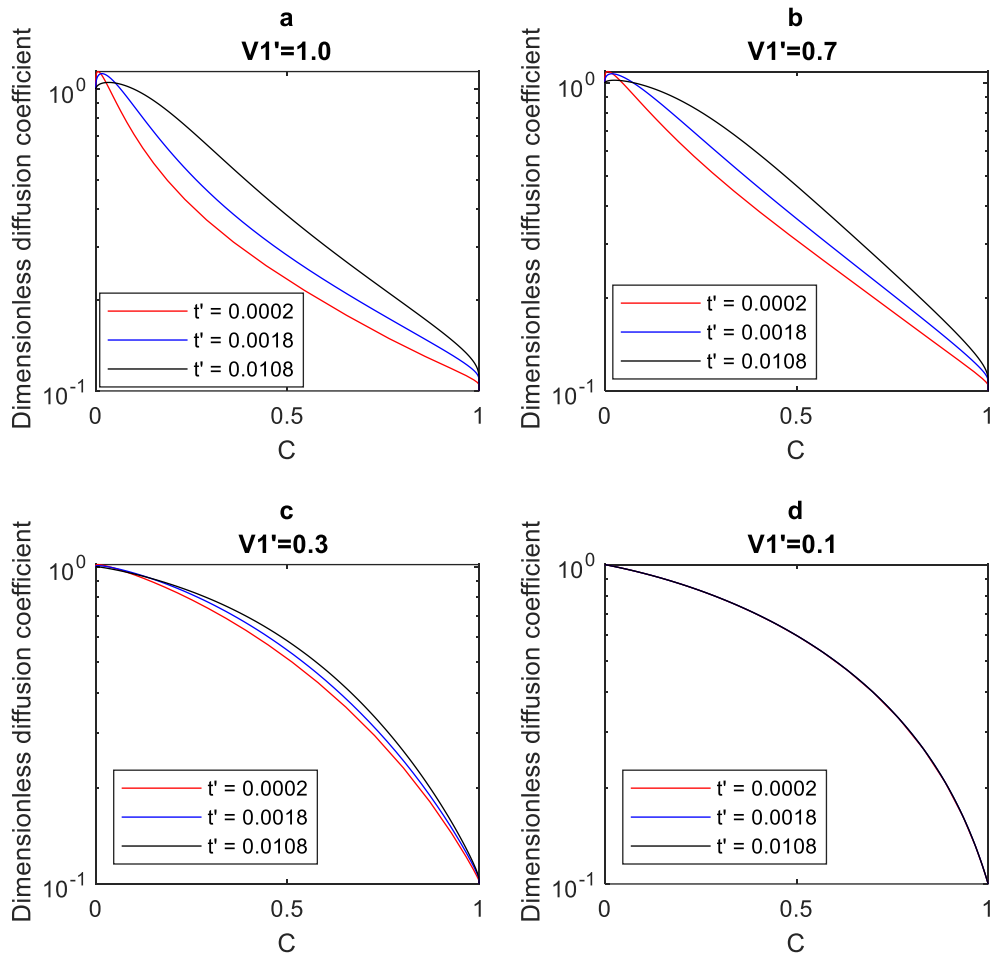 a
V1'=1.0
Dimensionless diffusion coefficient
10^0
10^-1
t' = 0.0002
t' = 0.0018
t' = 0.0108
0
0.5
1
C
b
V1'=0.7
Dimensionless diffusion coefficient
10^0
10^-1
t' = 0.0002
t' = 0.0018
t' = 0.0108
0
0.5
1
C
c
V1'=0.3
Dimensionless diffusion coefficient
10^0
10^-1
t' = 0.0002
t' = 0.0018
t' = 0.0108
0
0.5
1
C
d
V1'=0.1
Dimensionless diffusion coefficient
10^0
10^-1
t' = 0.0002
t' = 0.0018
t' = 0.0108
0
0.5
1
C